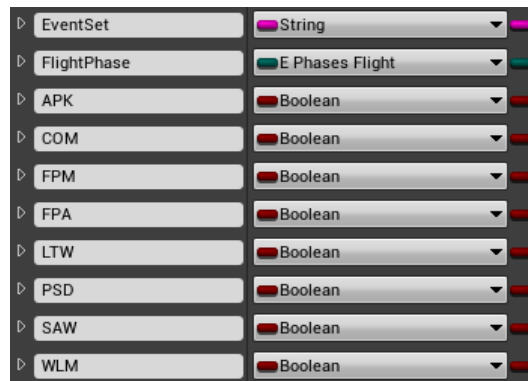 EventSet String
FlightPhase E Phases Flight
APK Boolean
COM Boolean
FPM Boolean
FPA Boolean
LTW Boolean
PSD Boolean
SAW Boolean
WLM Boolean